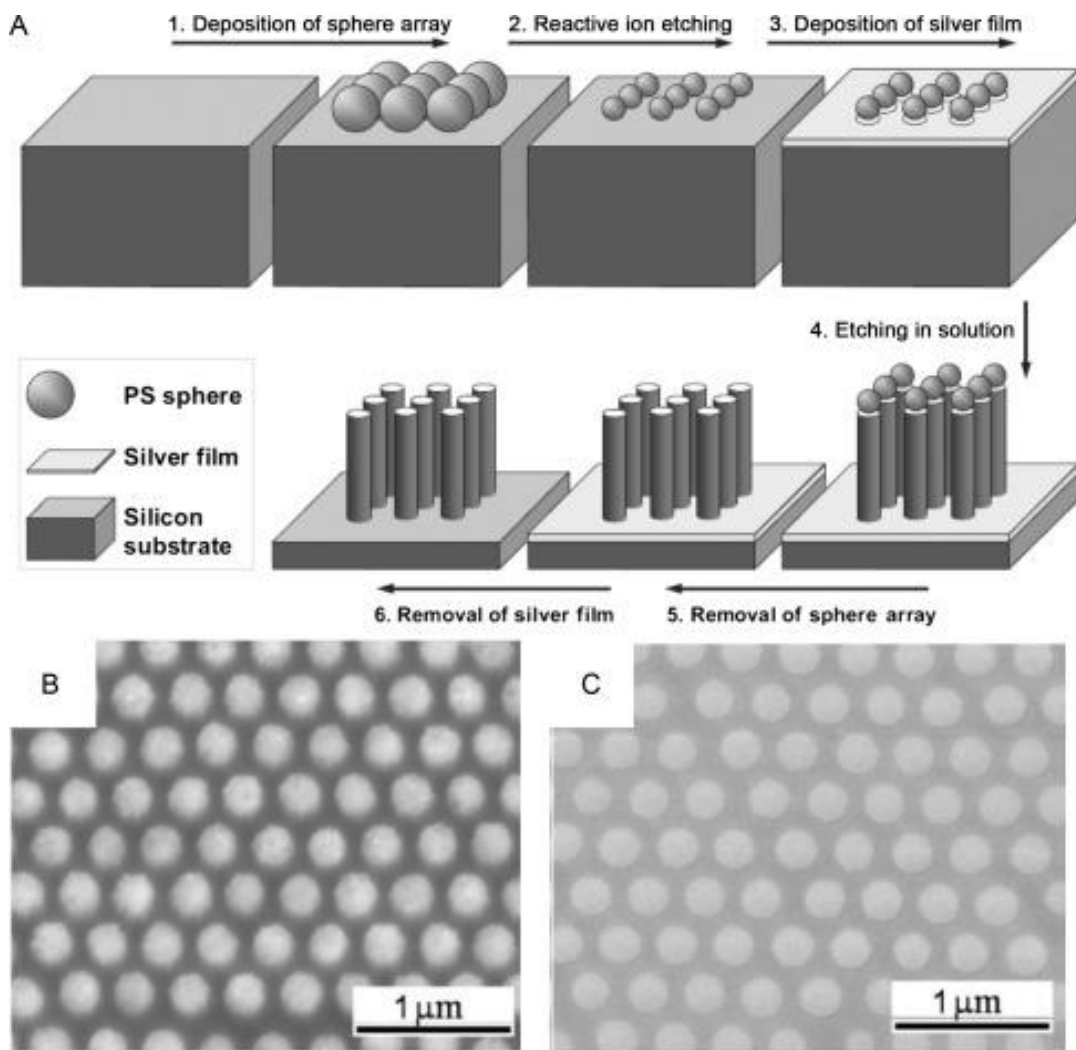 A
1. Deposition of sphere array
2. Reactive ion etching
3. Deposition of silver film
4. Etching in solution
PS sphere
Silver film
Silicon
substrate
6. Removal of silver film
5. Removal of sphere array
B
C
1 μm
1 μm